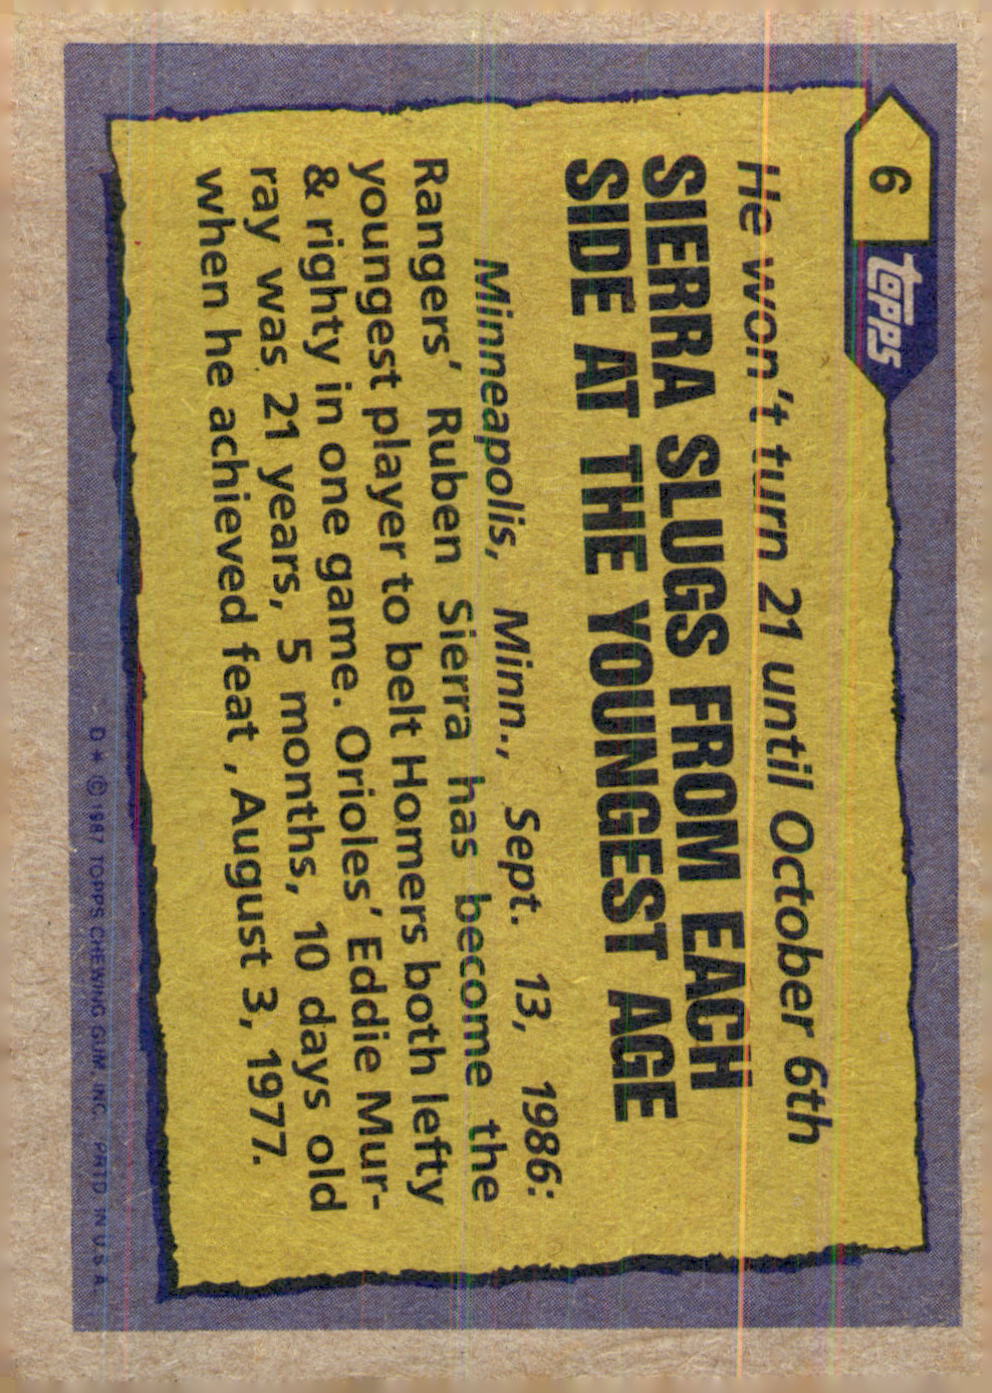 6
topps
He won't turn 21 until October 6th
SIERRA SLUGS FROM EACH
SIDE AT THE YOUNGEST AGE
Minneapolis, Minn., Sept. 13, 1986:
Rangers' Ruben Sierra has become the
youngest player to belt Homers both lefty
& righty in one game. Orioles' Eddie Mur-
ray was 21 years, 5 months, 10 days old
when he achieved feat, August 3, 1977.
D* © 1987 TOPPS CHEWING GUM, INC. PRTD. IN U.S.A.